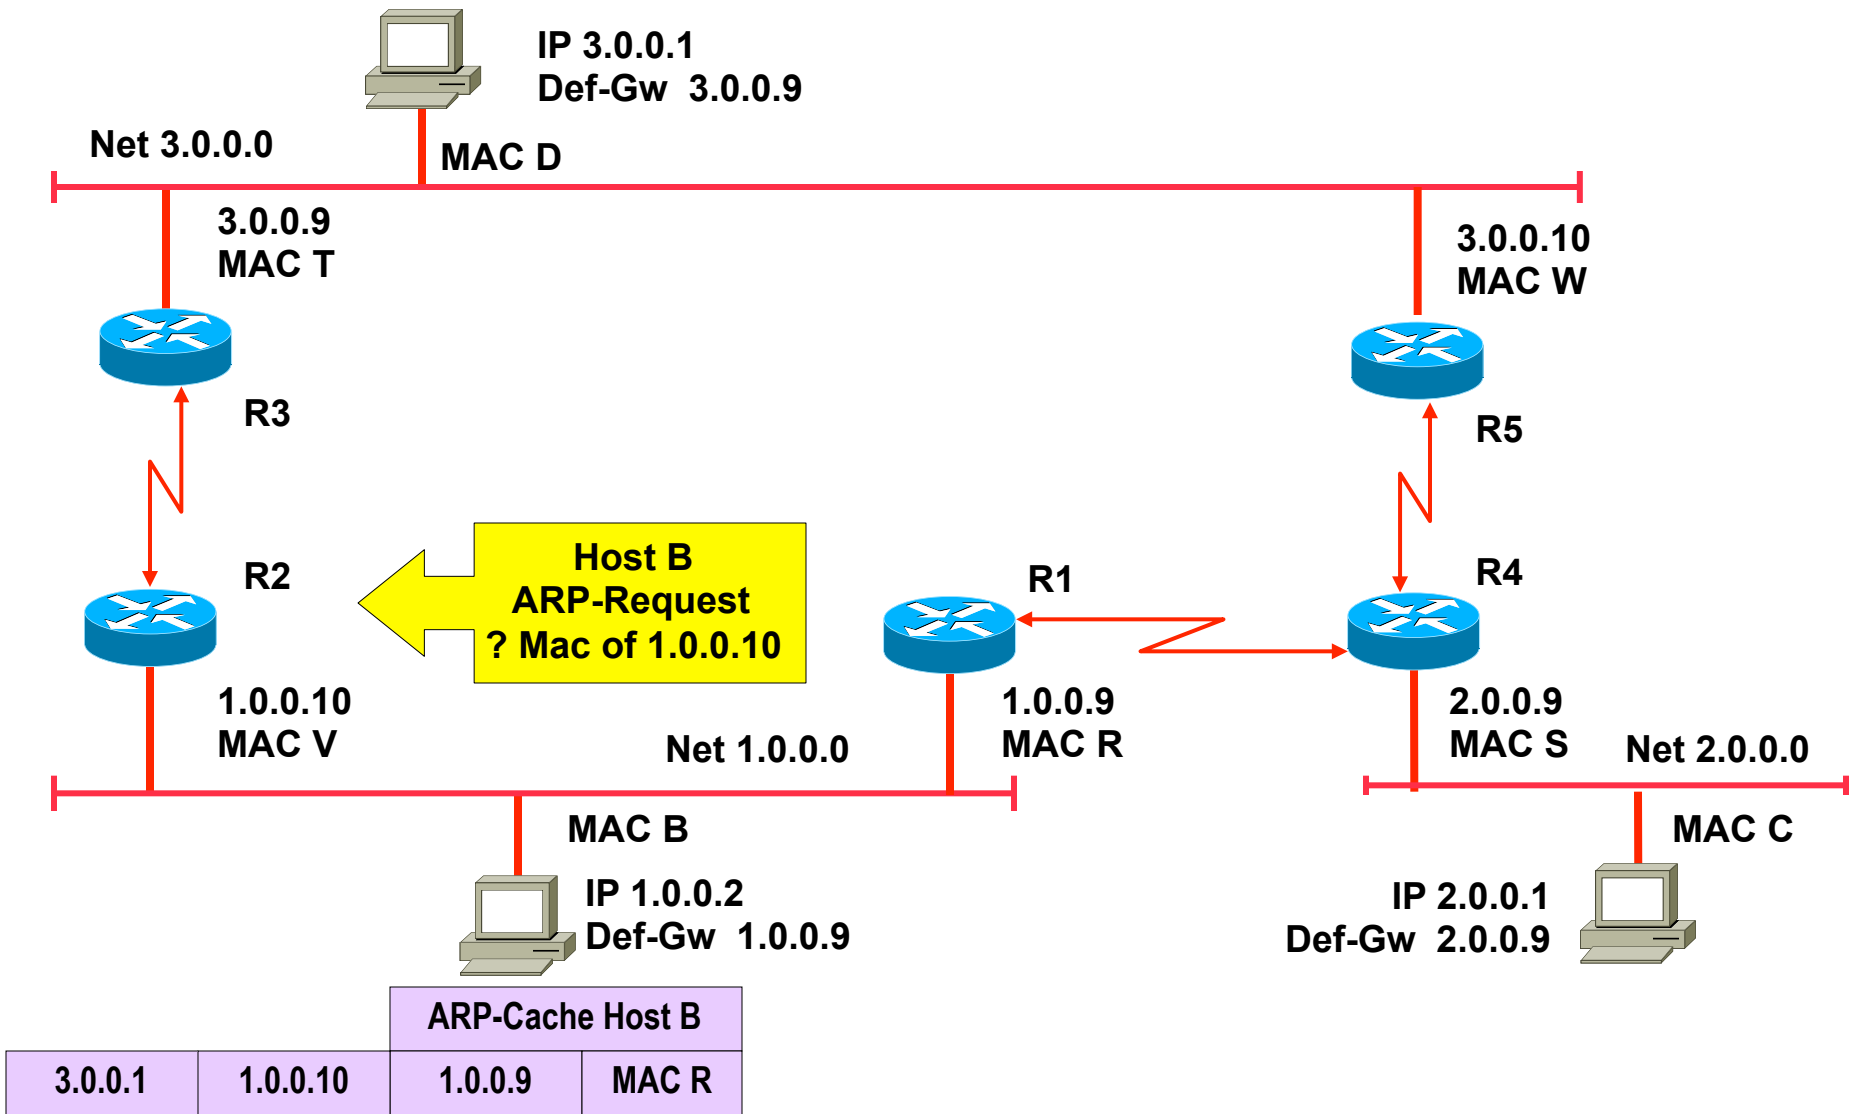 IP 3.0.0.1
Def-Gw 3.0.0.9
Net 3.0.0.0
MAC D
3.0.0.9
MAC T
3.0.0.10
MAC W
R3
R5
Host B
ARP-Request
? Mac of 1.0.0.10
R2
R1
R4
1.0.0.10
MAC V
Net 1.0.0.0
1.0.0.9
MAC R
2.0.0.9
MAC S
Net 2.0.0.0
MAC B
MAC C
IP 1.0.0.2
Def-Gw 1.0.0.9
IP 2.0.0.1
Def-Gw 2.0.0.9
ARP-Cache Host B
3.0.0.1 1.0.0.10 1.0.0.9 MAC R